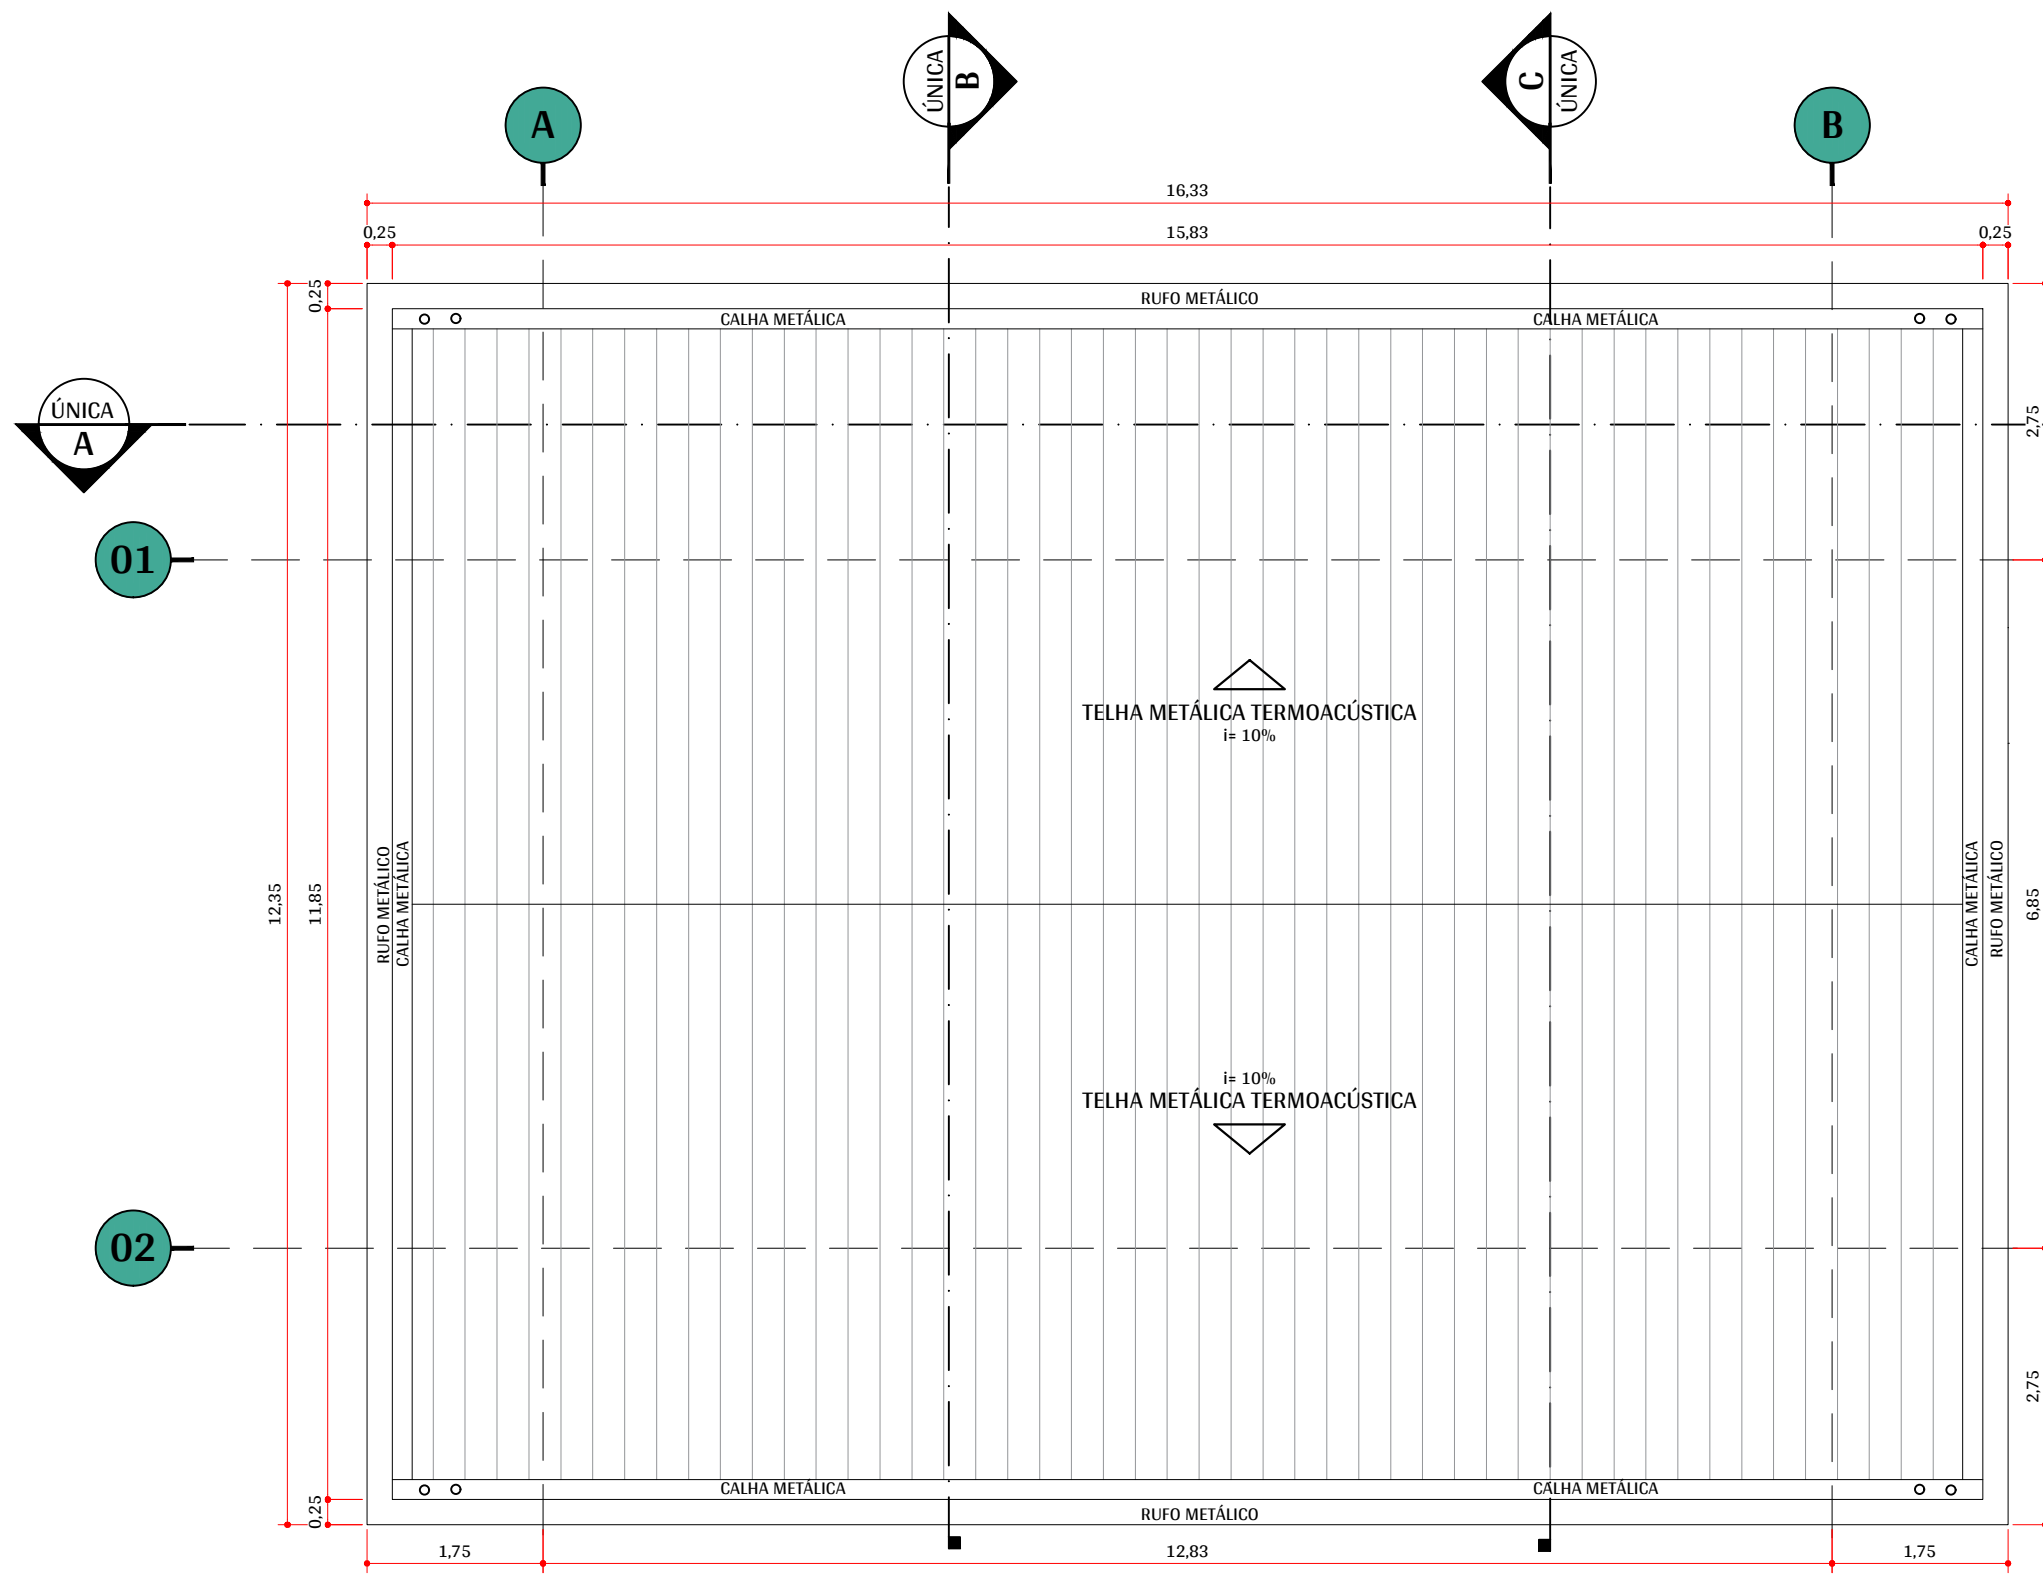 ÚNICA
B
C
ÚNICA
A
B
16,33
0,25
15,83
0,25
0,25
RUFO METÁLICO
CALHA METÁLICA
CALHA METÁLICA
ÚNICA
A
2,75
01
TELHA METÁLICA TERMOACÚSTICA
i= 10%
12,35
11,85
RUFO METÁLICO
CALHA METÁLICA
CALHA METÁLICA
RUFO METÁLICO
6,85
i= 10%
TELHA METÁLICA TERMOACÚSTICA
02
2,75
CALHA METÁLICA
CALHA METÁLICA
0,25
RUFO METÁLICO
1,75
12,83
1,75